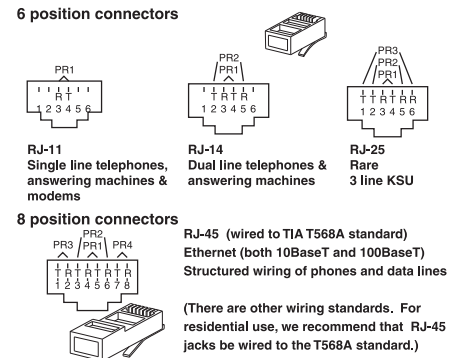 6 position connectors
PR1
R T
1 2 3 4 5 6
RJ-11
Single line telephones,
answering machines &
modems
PR2
PR1
T R T R
1 2 3 4 5 6
RJ-14
Dual line telephones &
answering machines
PR3
PR2
PR1
T T R T R R
1 2 3 4 5 6
RJ-25
Rare
3 line KSU
8 position connectors
PR2
PR3 PR1 PR4
T R T R T R T R
1 2 3 4 5 6 7 8
RJ-45 (wired to TIA T568A standard)
Ethernet (both 10BaseT and 100BaseT)
Structured wiring of phones and data lines
(There are other wiring standards. For
residential use, we recommend that RJ-45
jacks be wired to the T568A standard.)